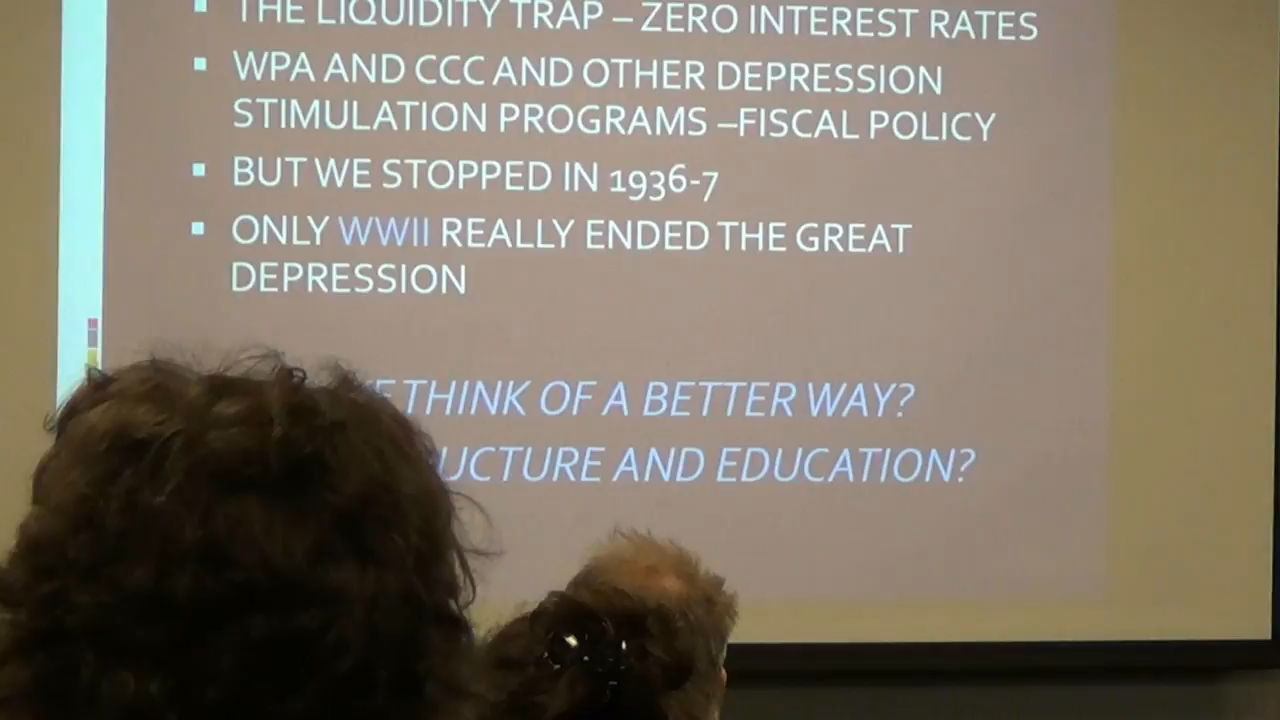 THE LIQUIDITY TRAP – ZERO INTEREST RATES
WPA AND CCC AND OTHER DEPRESSION
STIMULATION PROGRAMS –FISCAL POLICY
BUT WE STOPPED IN 1936-7
ONLY WWII REALLY ENDED THE GREAT
DEPRESSION
THINK OF A BETTER WAY?
AND EDUCATION?